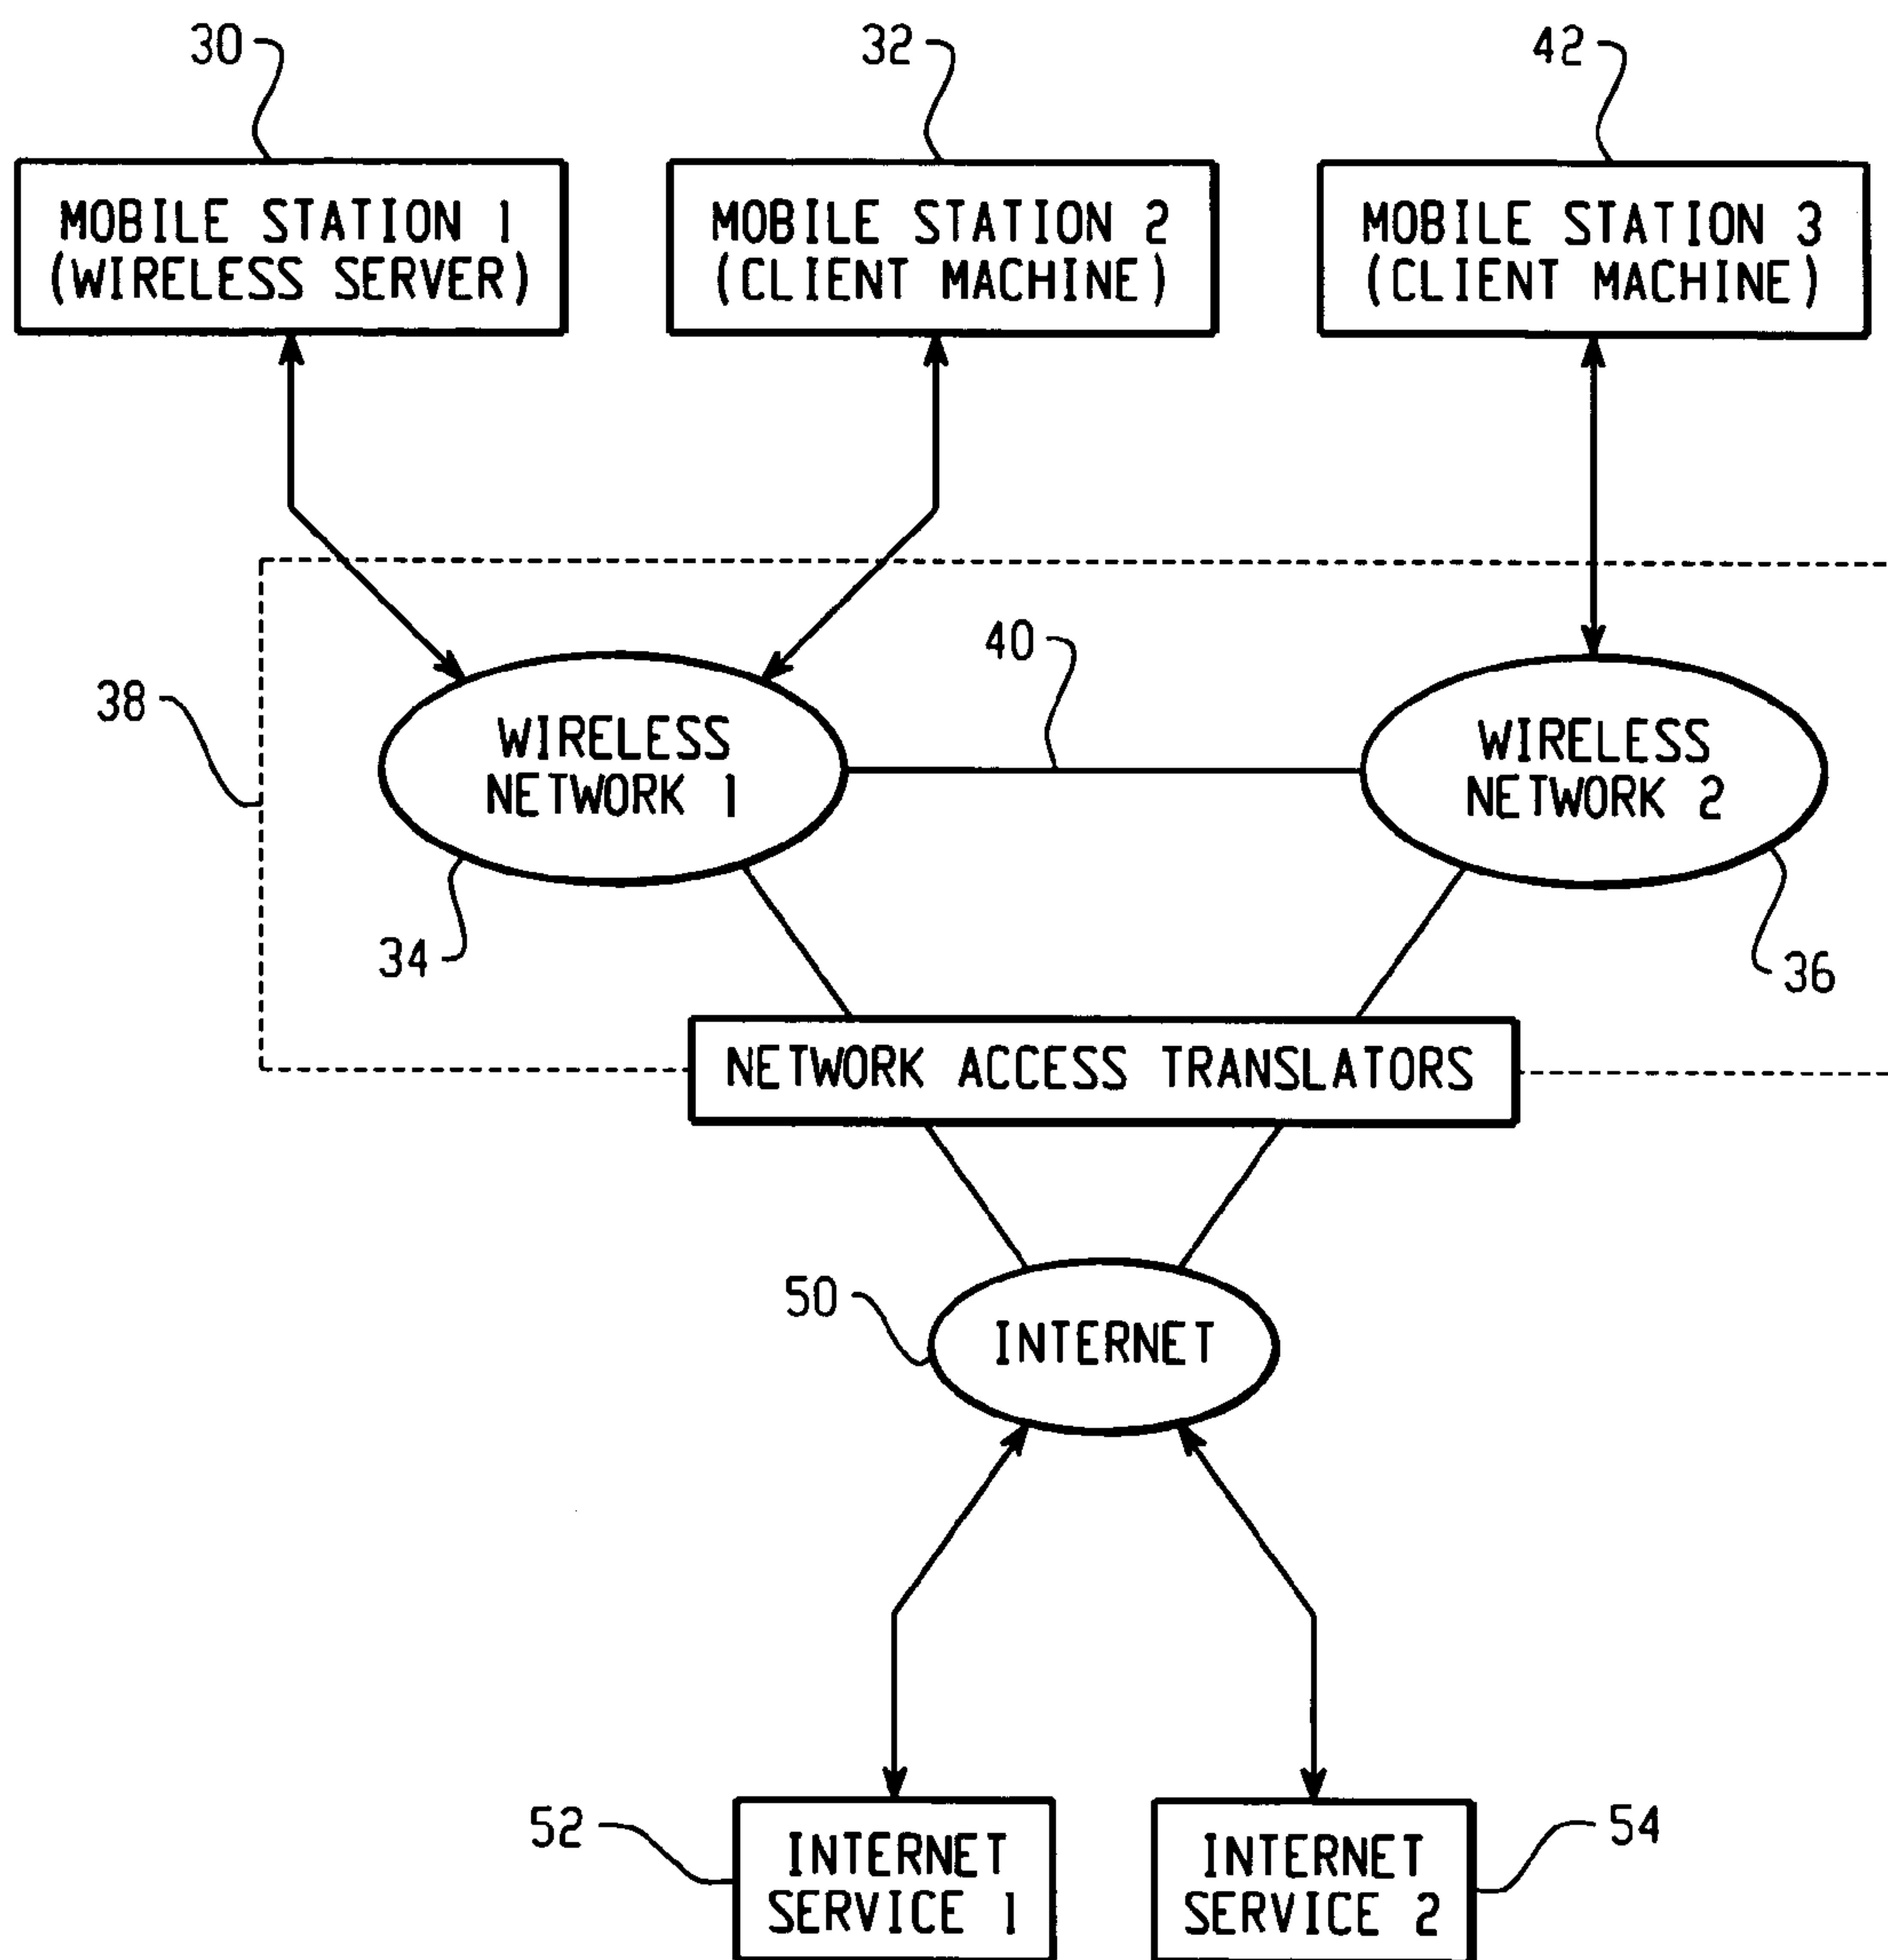 30
32
42
MOBILE STATION 1
(WIRELESS SERVER)
MOBILE STATION 2
(CLIENT MACHINE)
MOBILE STATION 3
(CLIENT MACHINE)
40
38
WIRELESS
NETWORK 1
WIRELESS
NETWORK 2
34
36
NETWORK ACCESS TRANSLATORS
50
INTERNET
52
54
INTERNET
SERVICE 1
INTERNET
SERVICE 2